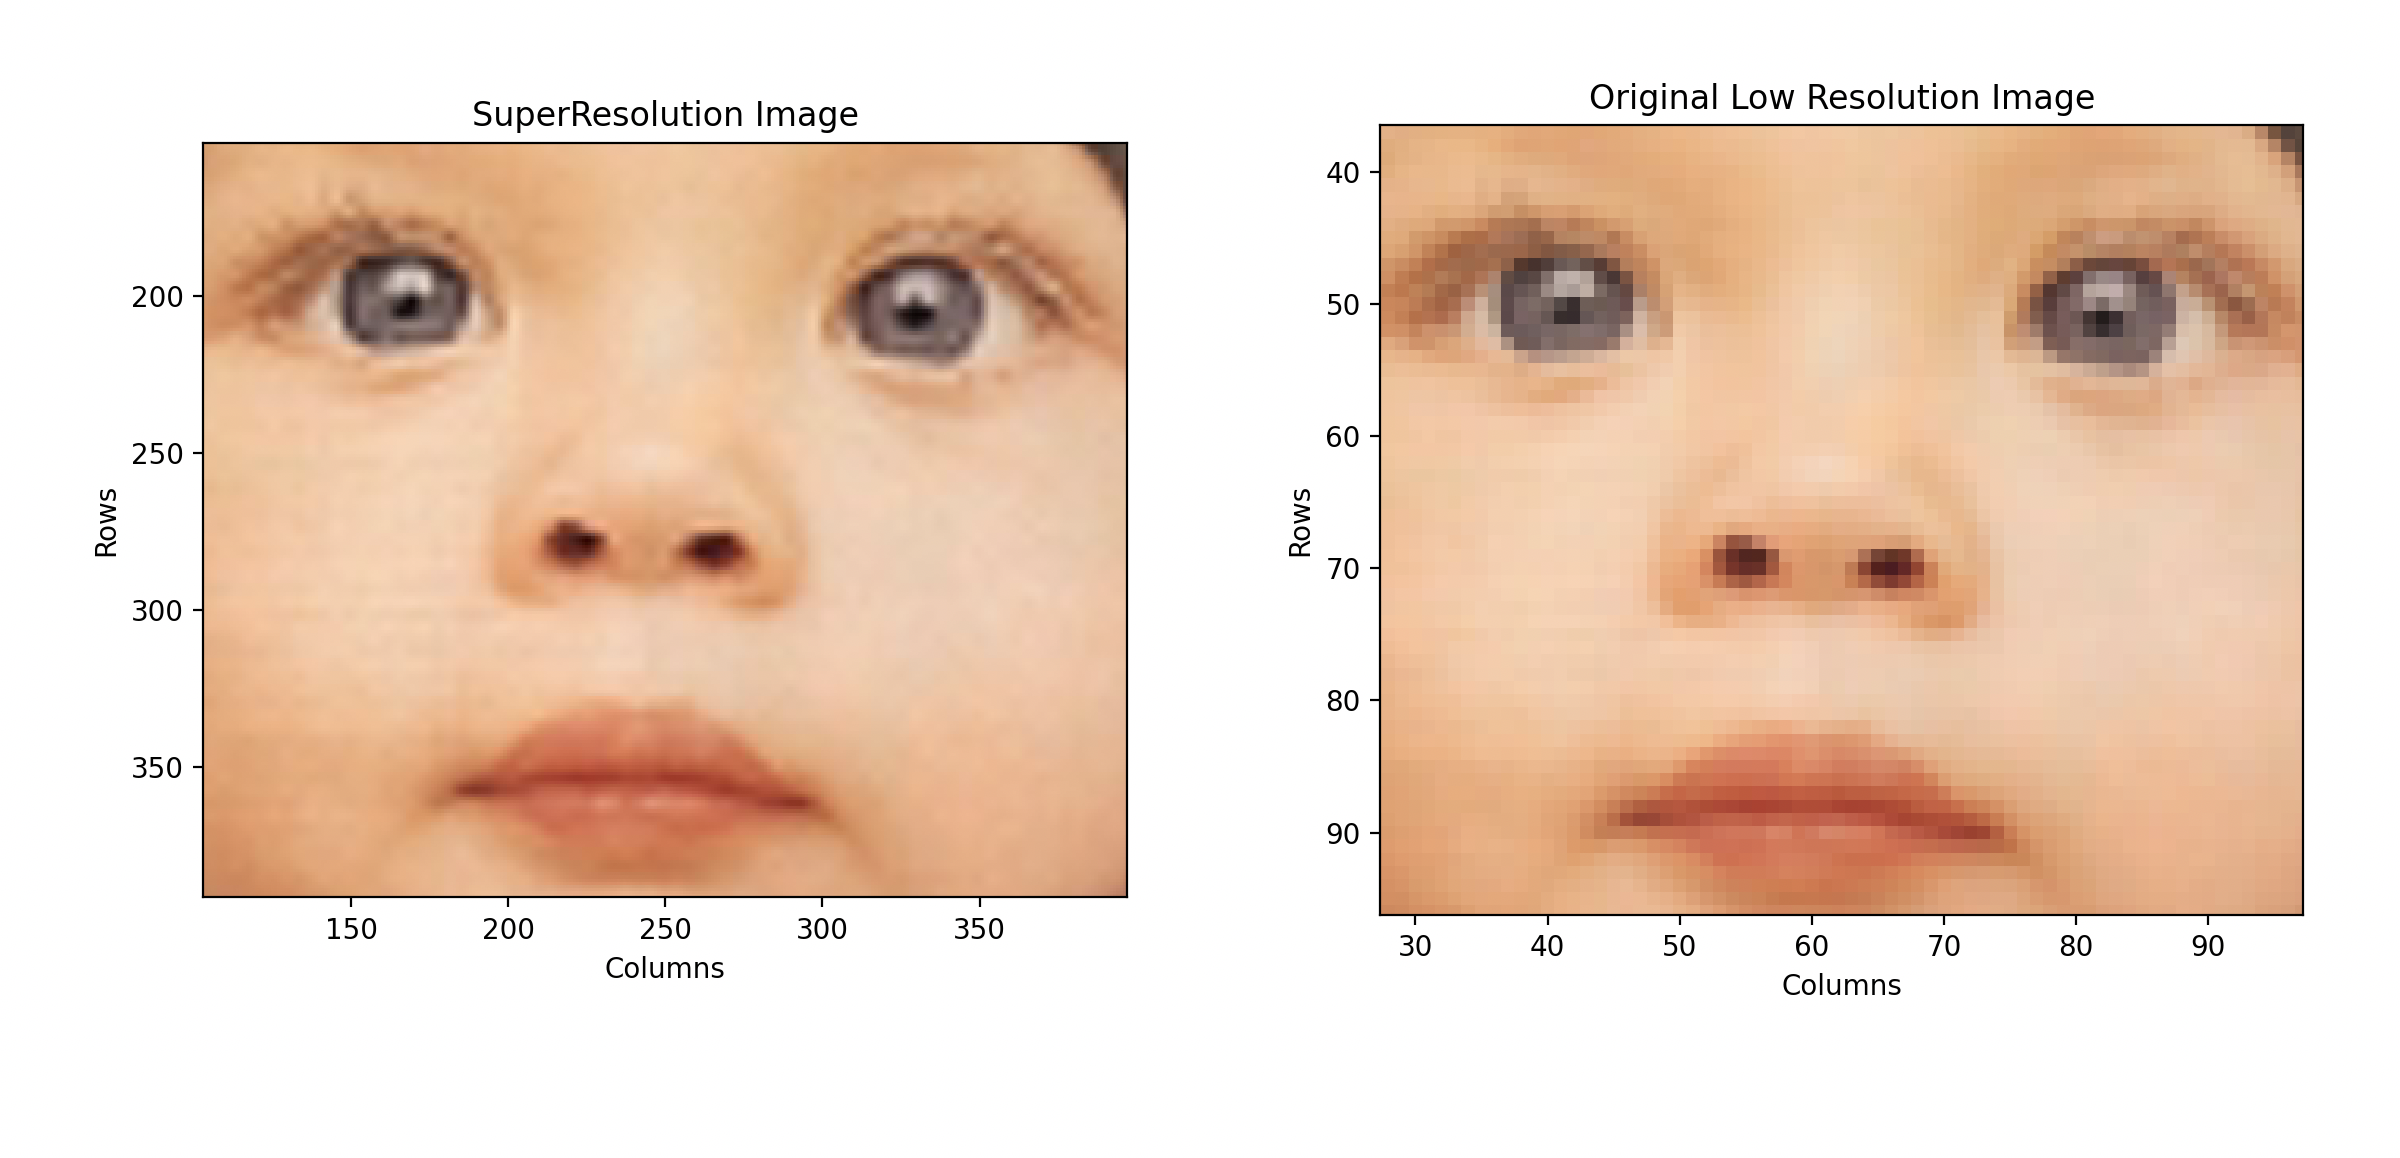 SuperResolution Image
Rows
200
250
300
350
150 200 250 300 350
Columns
Original Low Resolution Image
Rows
40
50
60
70
80
90
30 40 50 60 70 80 90
Columns